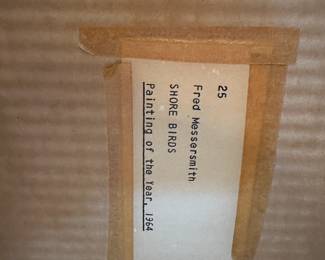 25
Fred Messersmith
SHORE BIRDS
Painting of the Year, 1964